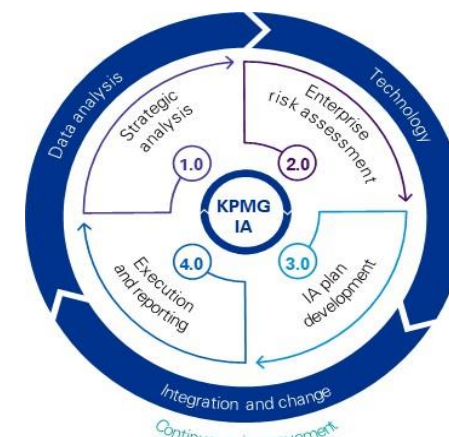 Data analysis
Technology
Strategic
analysis
1.0
Enterprise
risk assessment
2.0
KPMG
IA
4.0
Execution
and reporting
3.0
IA plan
development
Integration and change